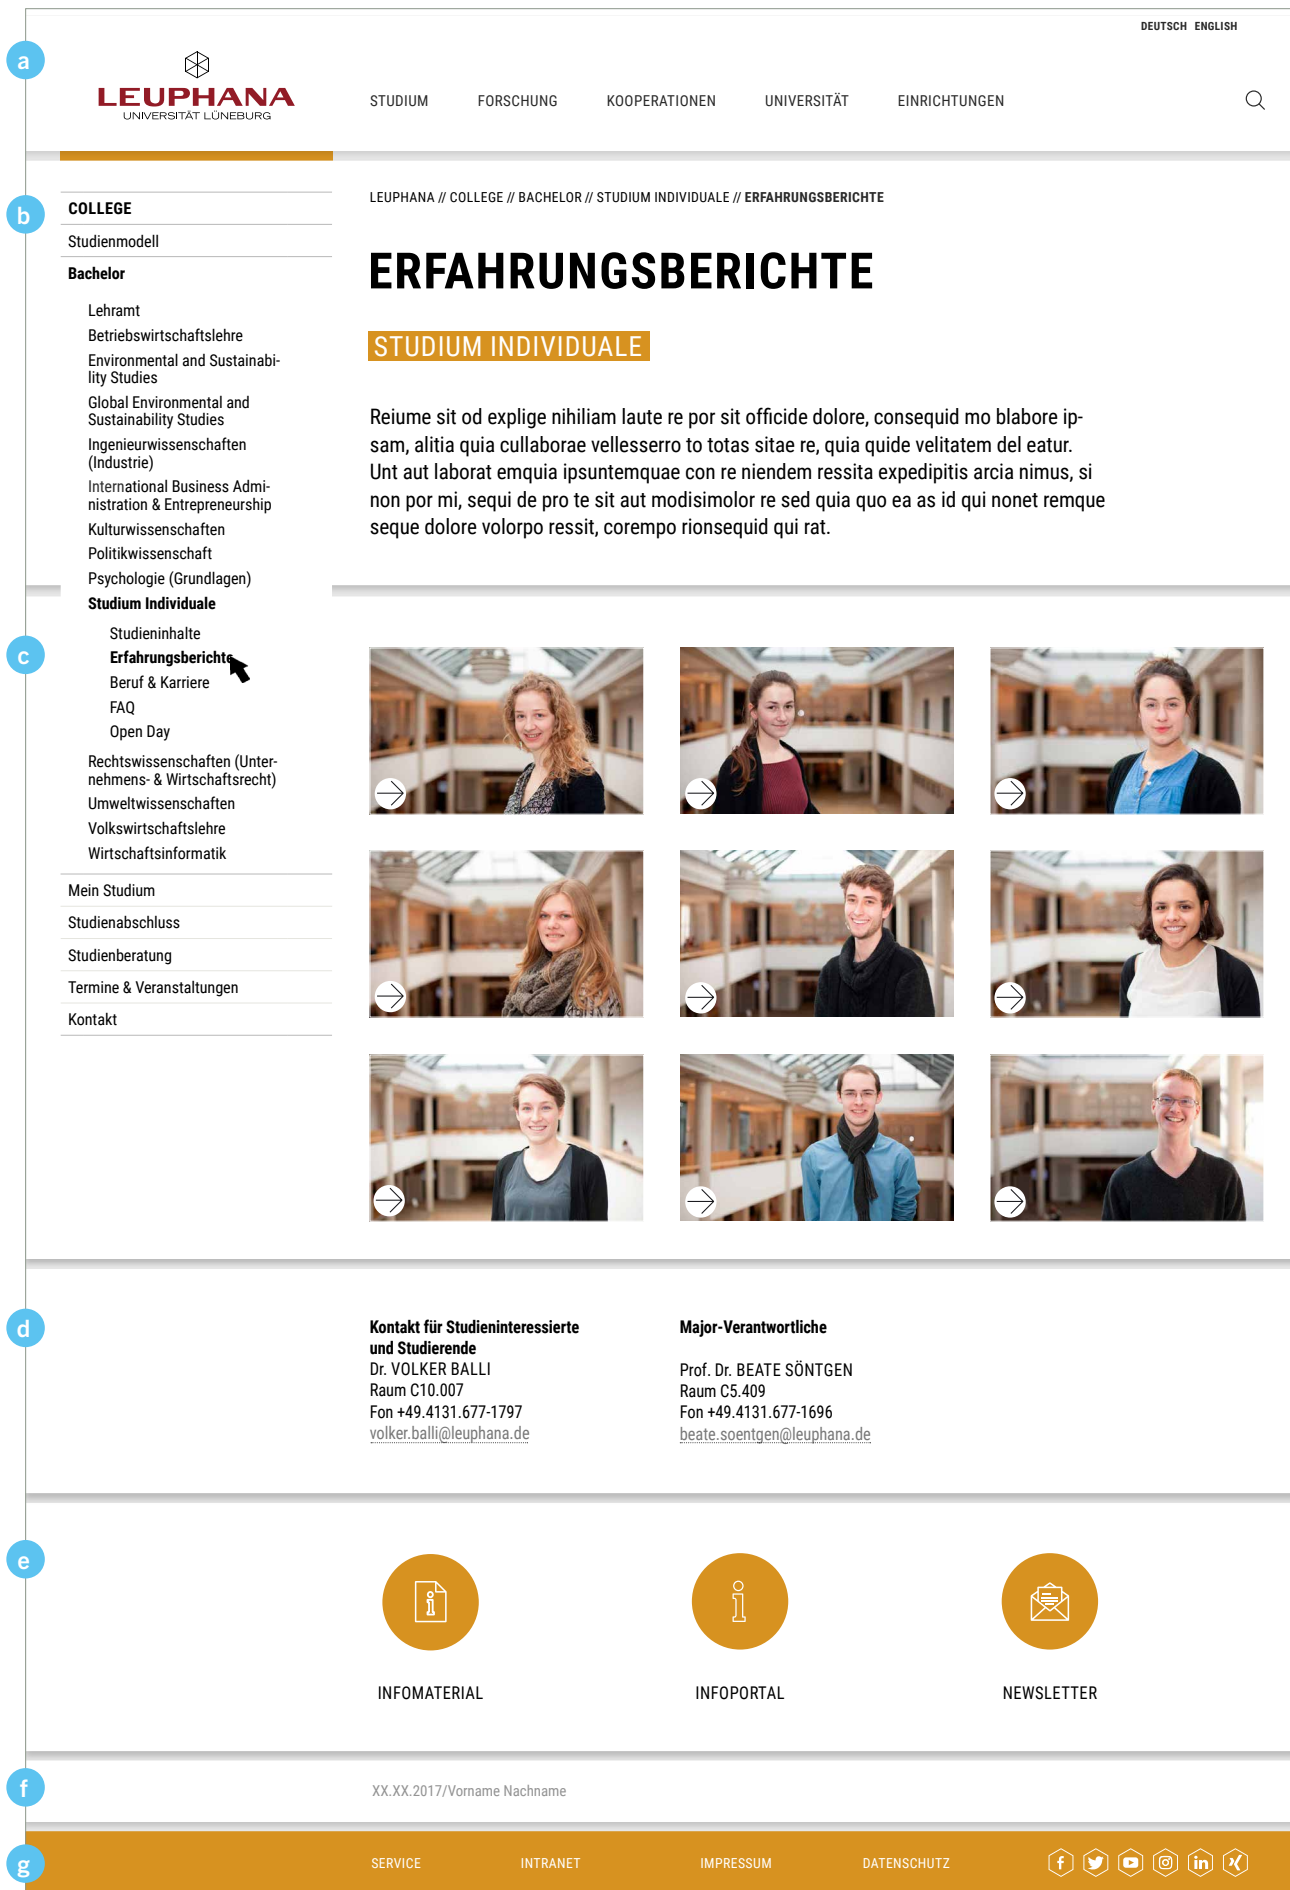 DEUTSCH ENGLISH
a
LEUPHANA
UNIVERSITÄT LÜNEBURG
STUDIUM FORSCHUNG KOOPERATIONEN UNIVERSITÄT EINRICHTUNGEN
b
COLLEGE
Studienmodell
Bachelor
Lehramt
Betriebswirtschaftslehre
Environmental and Sustainabi-
lity Studies
Global Environmental and
Sustainability Studies
Ingenieurwissenschaften
(Industrie)
International Business Admi-
nistration & Entrepreneurship
Kulturwissenschaften
Politikwissenschaft
Psychologie (Grundlagen)
Studium Individuale
Studieninhalte
Erfahrungsberichte
Beruf & Karriere
FAQ
Open Day
Rechtswissenschaften (Unter-
nehmens- & Wirtschaftsrecht)
Umweltwissenschaften
Volkswirtschaftslehre
Wirtschaftsinformatik
Mein Studium
Studienabschluss
Studienberatung
Termine & Veranstaltungen
Kontakt
LEUPHANA // COLLEGE // BACHELOR // STUDIUM INDIVIDUALE // ERFAHRUNGSBERICHTE
ERFAHRUNGSBERICHTE
STUDIUM INDIVIDUALE
Reiume sit od explige nihiliam laute re por sit officide dolore, consequid mo blabore ip-
sam, alitia quia cullaborae vellesserro to totas sitae re, quia quide velitatem del eatur.
Unt aut laborat emquia ipsuntemquae con re niendem ressita expedipitis arcia nimus, si
non por mi, sequi de pro te sit aut modisimolor re sed quia quo ea as id qui nonet remque
seque dolore volorpo ressit, corempo rionsequid qui rat.
c
d
Kontakt für Studieninteressierte
und Studierende
Dr. VOLKER BALLI
Raum C10.007
Fon +49.4131.677-1797
volker.balli@leuphana.de
Major-Verantwortliche
Prof. Dr. BEATE SÖNTGEN
Raum C5.409
Fon +49.4131.677-1696
beate.soentgen@leuphana.de
e
INFOMATERIAL INFOPORTAL NEWSLETTER
f
XX.XX.2017/Vorname Nachname
g
SERVICE INTRANET IMPRESSUM DATENSCHUTZ